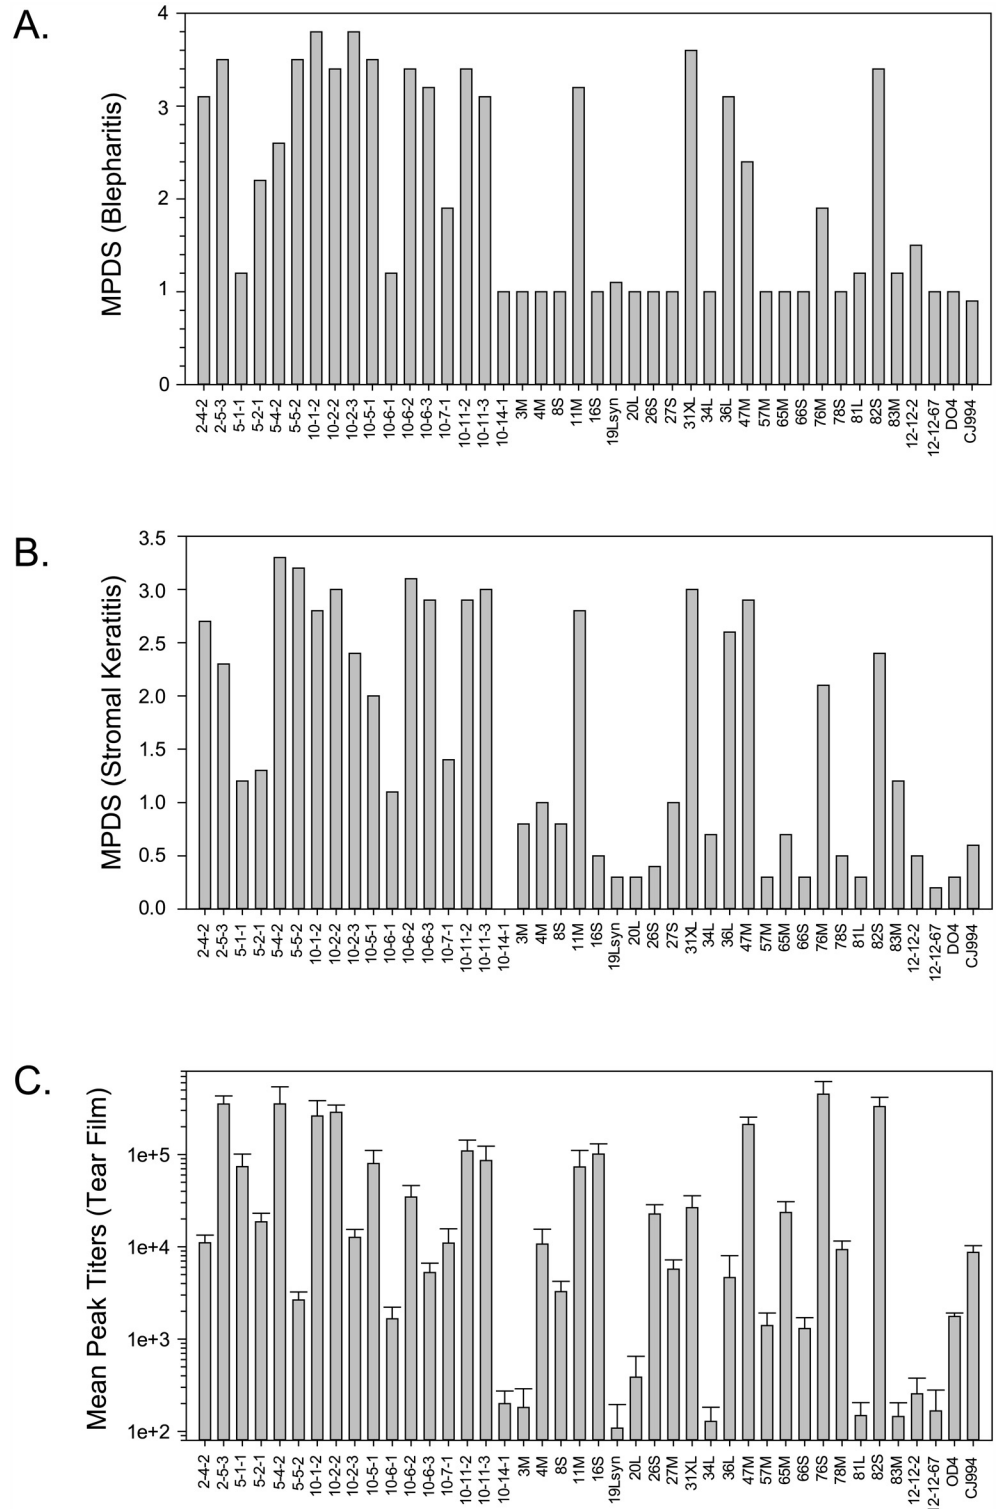 A.
MPDS (Blepharitis)
4
3
2
1
0
2-4-2 2-5-3 5-1-1 5-2-1 5-4-2 5-5-2 10-1-2 10-2-2 10-2-3 10-5-1 10-6-1 10-6-2 10-6-3 10-7-1 10-11-2 10-11-3 10-14-1 3M 4M 8S 11M 16S 19Lsyn 20L 26S 27S 31XL 34L 36L 47M 57M 65M 66S 76M 78S 81L 82S 83M 12-12-2 12-12-67 DO4 CJ994
B.
MPDS (Stromal Keratitis)
3.5
3.0
2.5
2.0
1.5
1.0
0.5
0.0
2-4-2 2-5-3 5-1-1 5-2-1 5-4-2 5-5-2 10-1-2 10-2-2 10-2-3 10-5-1 10-6-1 10-6-2 10-6-3 10-7-1 10-11-2 10-11-3 10-14-1 3M 4M 8S 11M 16S 19Lsyn 20L 26S 27S 31XL 34L 36L 47M 57M 65M 66S 76M 78S 81L 82S 83M 12-12-2 12-12-67 DO4 CJ994
C.
Mean Peak Titers (Tear Film)
1e+5
1e+4
1e+3
1e+2
2-4-2 2-5-3 5-1-1 5-2-1 5-4-2 5-5-2 10-1-2 10-2-2 10-2-3 10-5-1 10-6-1 10-6-2 10-6-3 10-7-1 10-11-2 10-11-3 10-14-1 3M 4M 8S 11M 16S 19Lsyn 20L 26S 27M 31XL 34L 36L 47M 57M 65M 66S 76S 78M 81L 82S 83M 12-12-2 12-12-67 OD4 CJ994